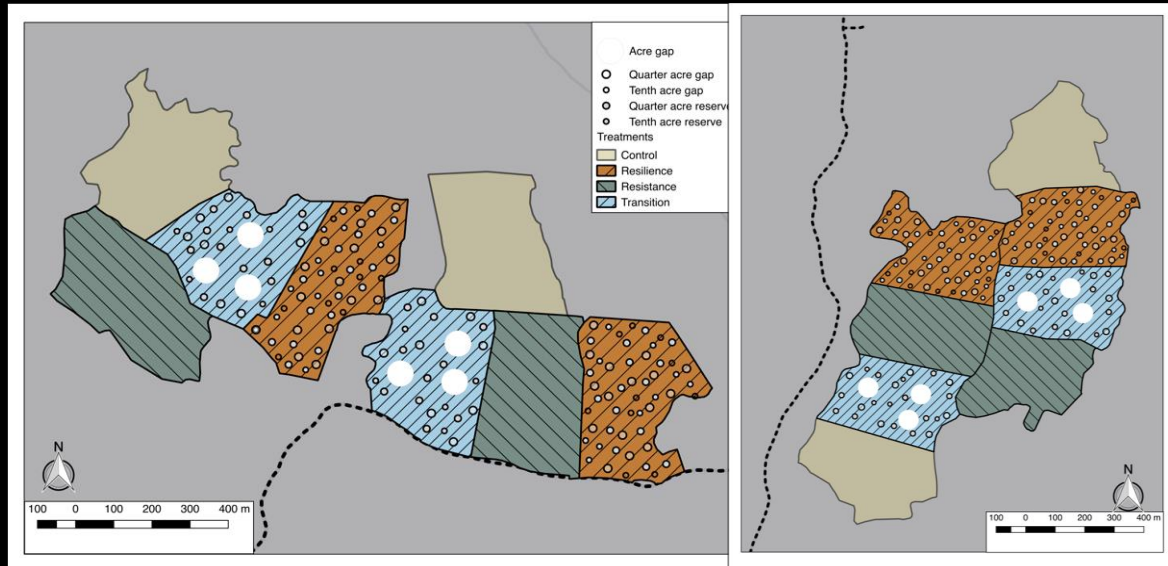 Acre gap
Quarter acre gap
Tenth acre gap
Quarter acre reserve
Tenth acre reserve
Treatments
Control
Resilience
Resistance
Transition
N
100 0 100 200 300 400 m
N
100 0 100 200 300 400 m